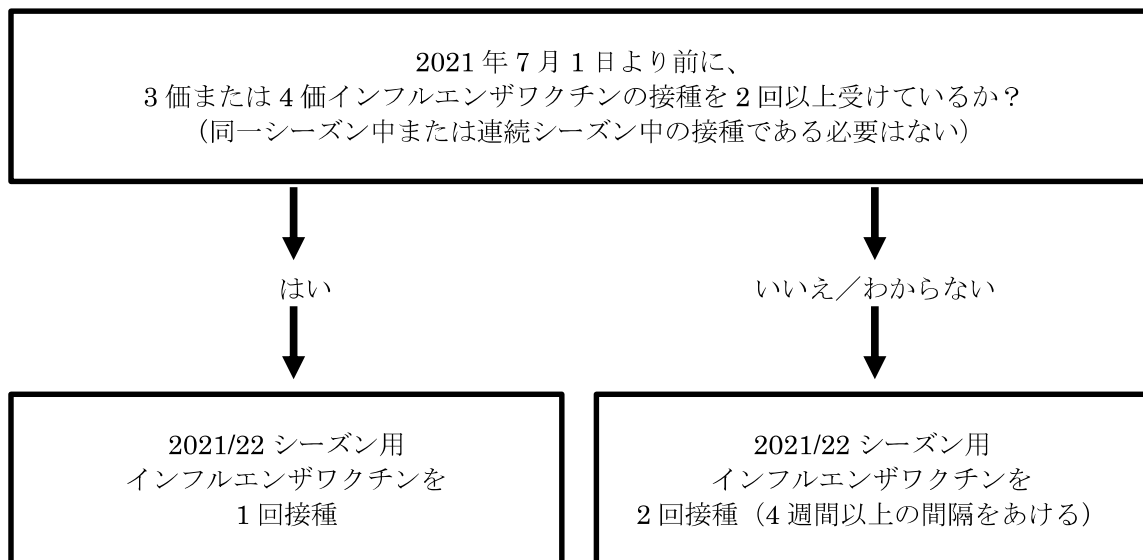 2021 年 7 月 1 日より前に、
3 価または 4 価インフルエンザワクチンの接種を 2 回以上受けているか？
（同一シーズン中または連続シーズン中の接種である必要はない）
はい
いいえ／わからない
2021/22 シーズン用
インフルエンザワクチンを
1 回接種
2021/22 シーズン用
インフルエンザワクチンを
2 回接種（4 週間以上の間隔をあける）